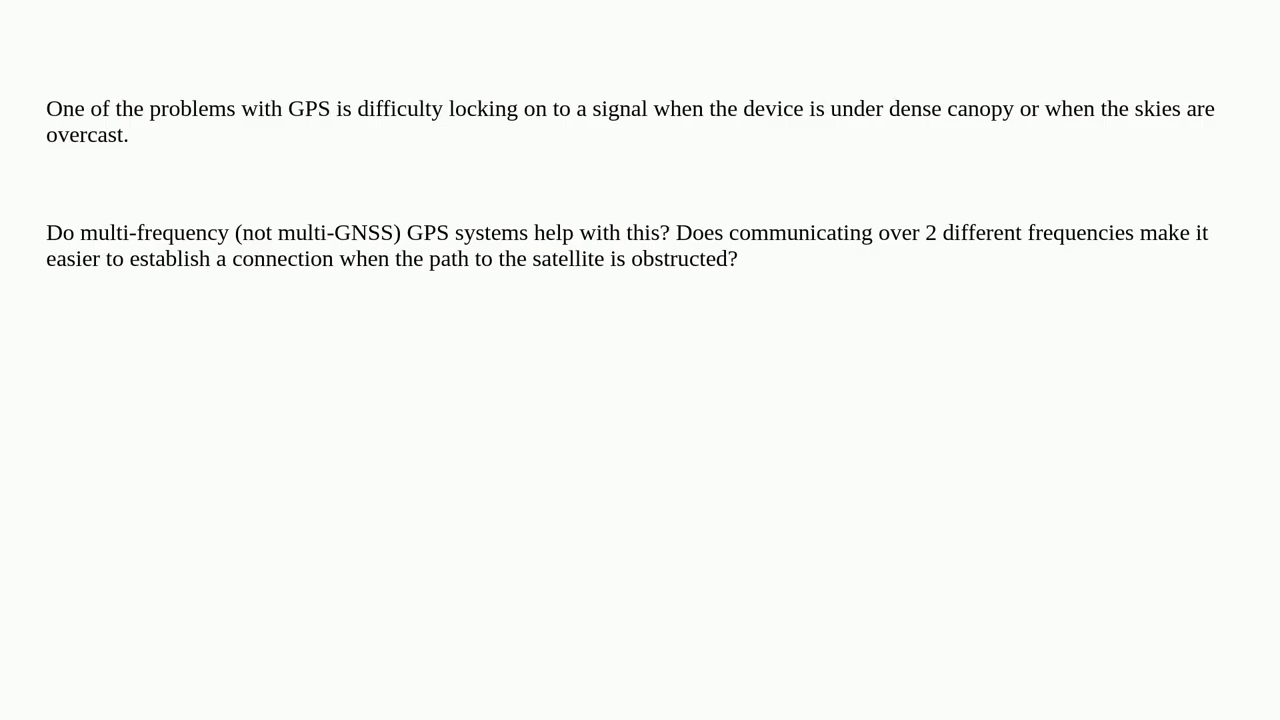 One of the problems with GPS is difficulty locking on to a signal when the device is under dense canopy or when the skies are
overcast.
Do multi-frequency (not multi-GNSS) GPS systems help with this? Does communicating over 2 different frequencies make it
easier to establish a connection when the path to the satellite is obstructed?